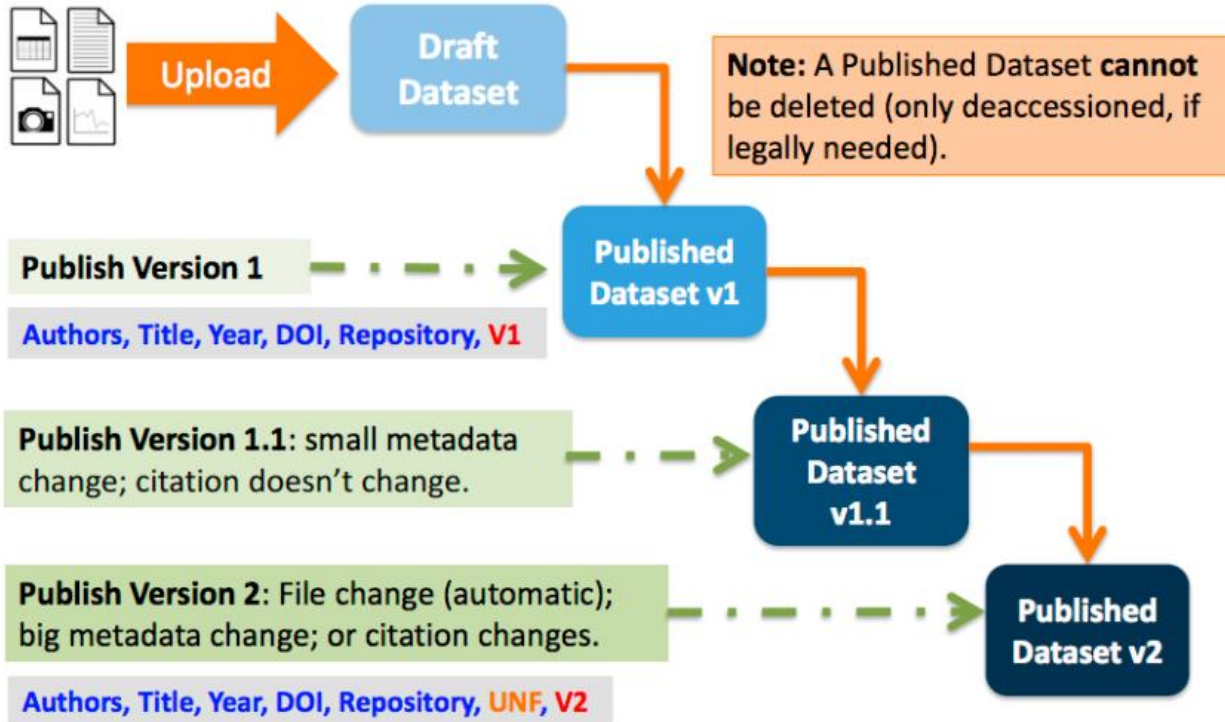 Upload
Draft
Dataset
Note: A Published Dataset cannot
be deleted (only deaccessioned, if
legally needed).
Publish Version 1
Published
Dataset v1
Authors, Title, Year, DOI, Repository, V1
Publish Version 1.1: small metadata
change; citation doesn’t change.
Published
Dataset
v1.1
Publish Version 2: File change (automatic);
big metadata change; or citation changes.
Published
Dataset v2
Authors, Title, Year, DOI, Repository, UNF, V2